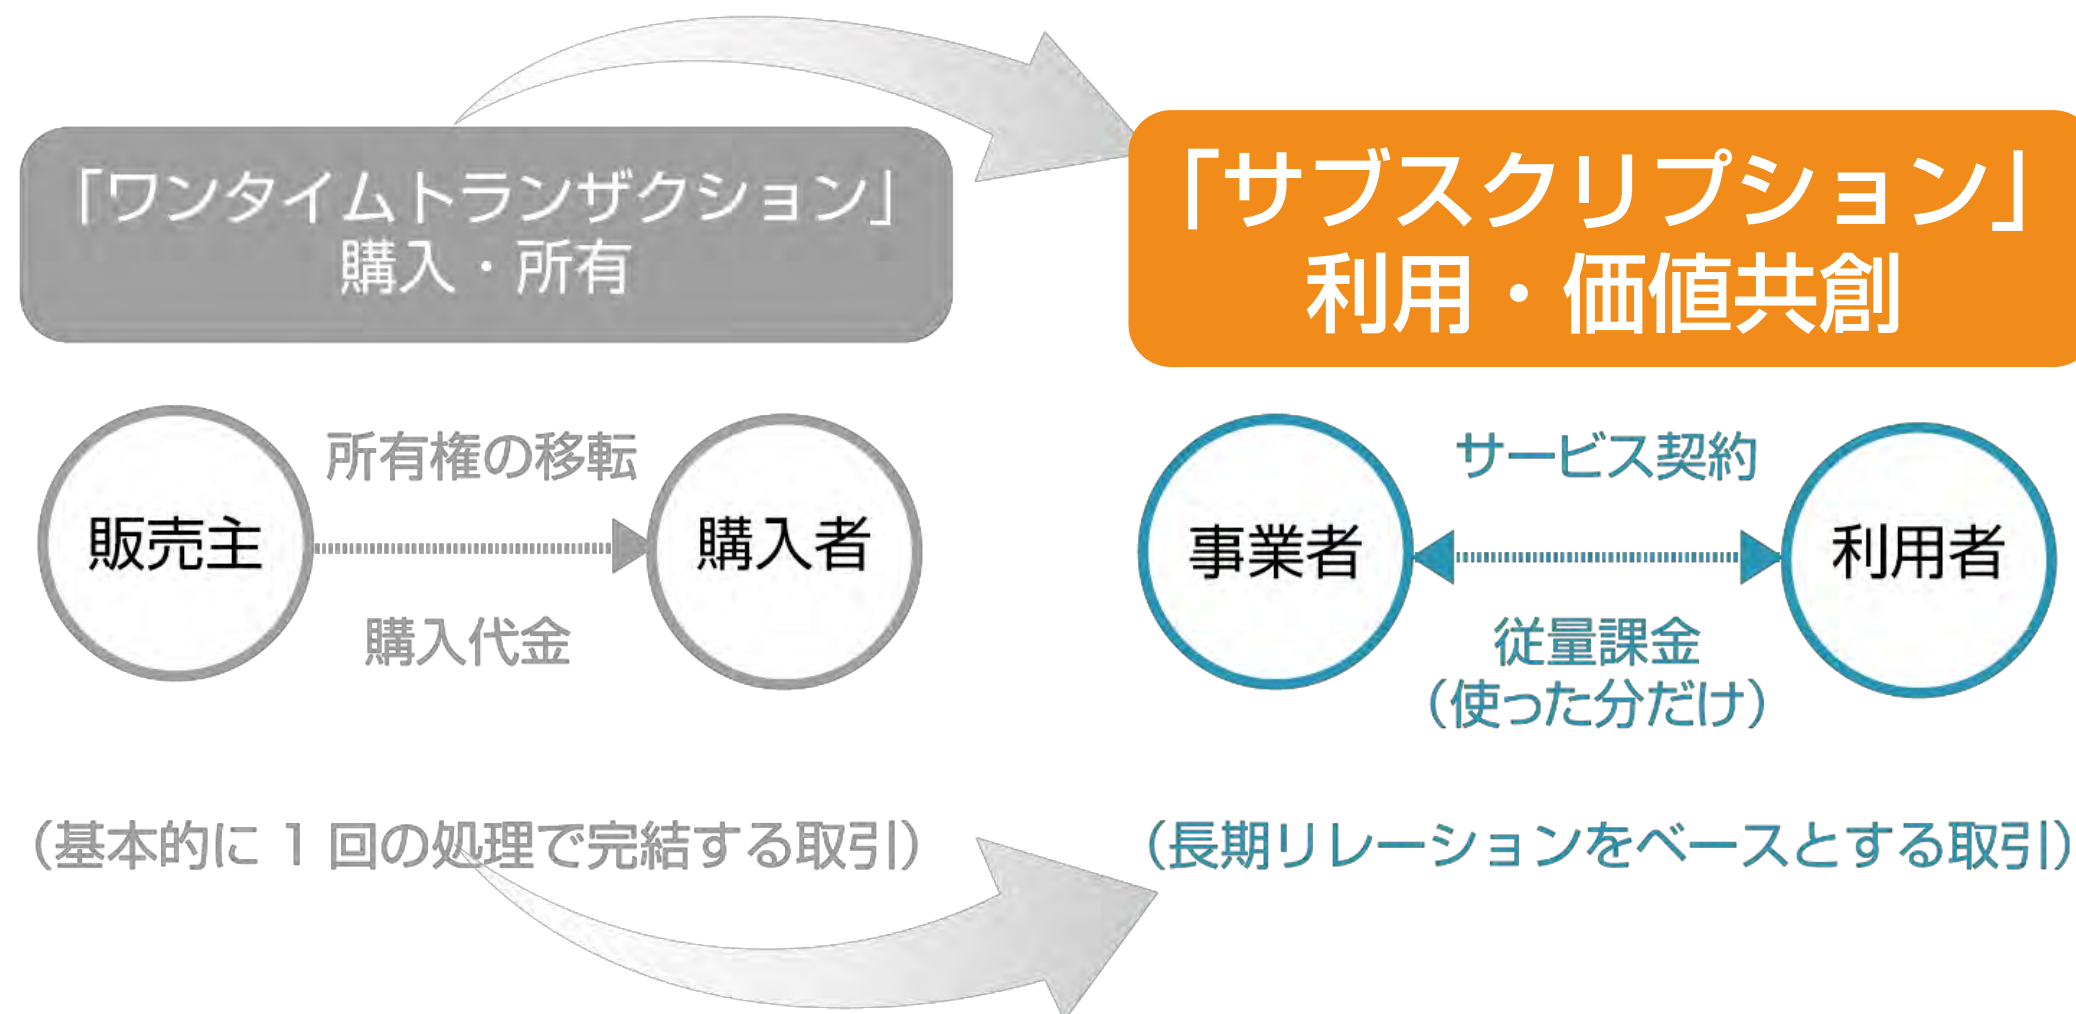 「ワンタイムトランザクション」
購入・所有
「サブスクリプション」
利用・価値共創
販売主
所有権の移転
購入代金
購入者
事業者
サービス契約
従量課金
（使った分だけ）
利用者
（基本的に 1 回の処理で完結する取引）
（長期リレーションをベースとする取引）